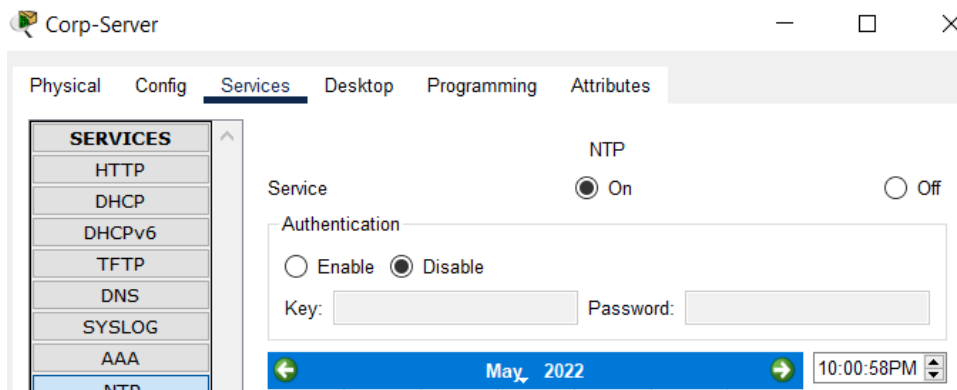 Corp-Server
Physical Config Services Desktop Programming Attributes
SERVICES
HTTP
DHCP
DHCPv6
TFTP
DNS
SYSLOG
AAA
NTP
NTP
Service On Off
Authentication
Enable Disable
Key: Password:
May 2022 10:00:58PM